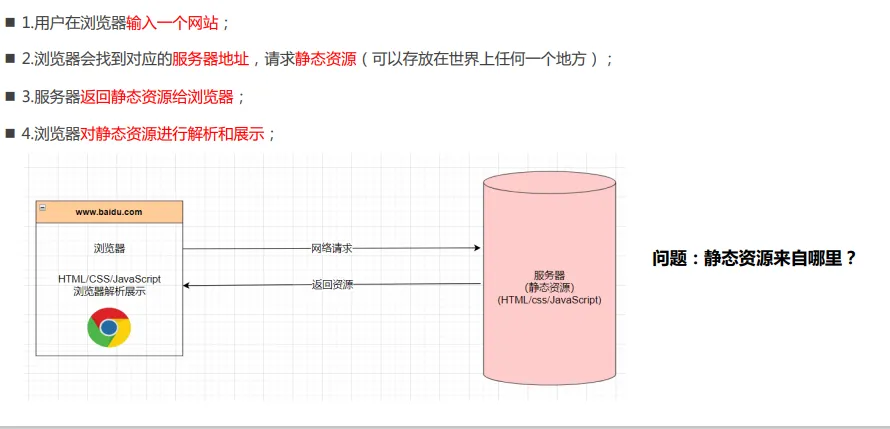 1.用户在浏览器输入一个网站；
2.浏览器会找到对应的服务器地址，请求静态资源（可以存放在世界上任何一个地方）；
3.服务器返回静态资源给浏览器；
4.浏览器对静态资源进行解析和展示；
www.baidu.com
浏览器
HTML/CSS/JavaScript
浏览器解析展示
网络请求
返回资源
服务器
(静态资源)
(HTML/css/JavaScript)
问题：静态资源来自哪里？